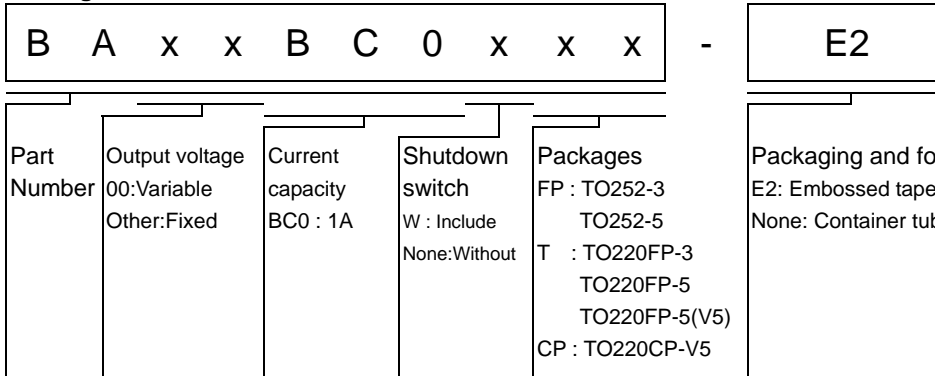 B A x x B C 0 x x x - E2
Part Number
Output voltage
00:Variable
Other:Fixed
Current capacity
BC0 : 1A
Shutdown switch
W : Include
None:Without
Packages
FP : TO252-3
TO252-5
T : TO220FP-3
TO220FP-5
TO220FP-5(V5)
CP : TO220CP-V5
Packaging and fo
E2: Embossed tape
None: Container tub